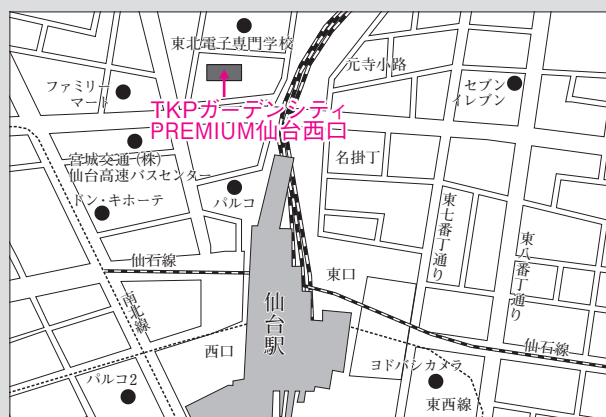 東北電子専門学校
元寺小路
ファミリー
マート
セブン
イレブン
TKPガーデンシティ
PREMIUM仙台西口
宮城交通(株)
仙台高速バスセンター
名掛丁
ドン・キホーテ
パルコ
東七番丁通り
東八番丁通り
仙石線
東口
南北線
仙台駅
西口
仙石線
ヨドバシカメラ
パルコ2
東西線